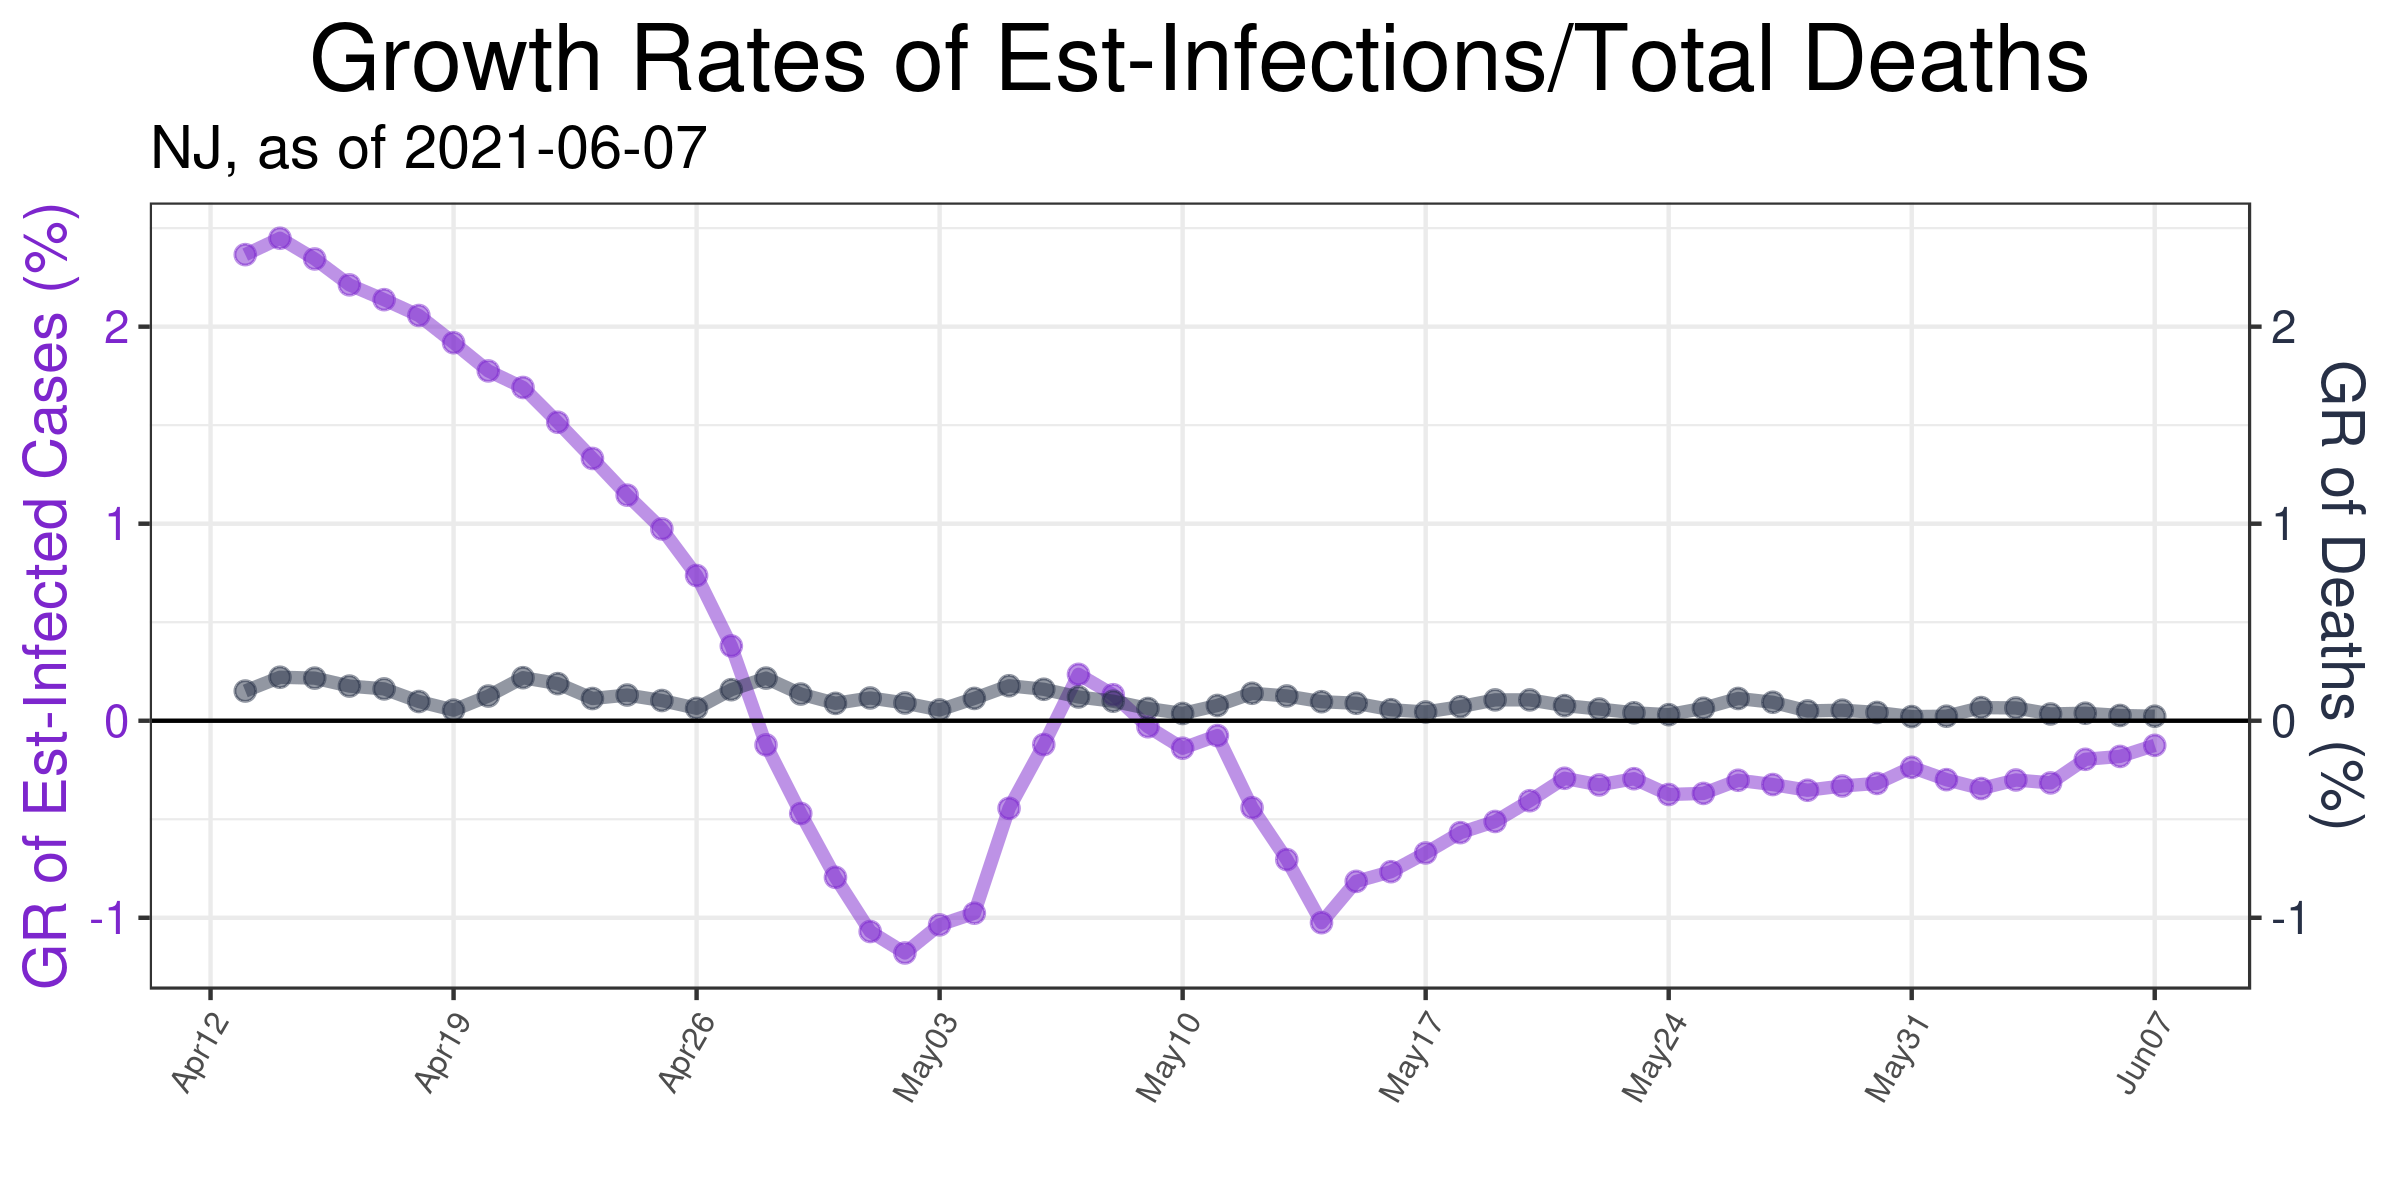 Growth Rates of Est-Infections/Total Deaths
NJ, as of 2021-06-07
GR of Est-Infected Cases (%)
2
1
0
-1
2
1
0
-1
GR of Deaths (%)
Apr12
Apr19
Apr26
May03
May10
May17
May24
May31
Jun07